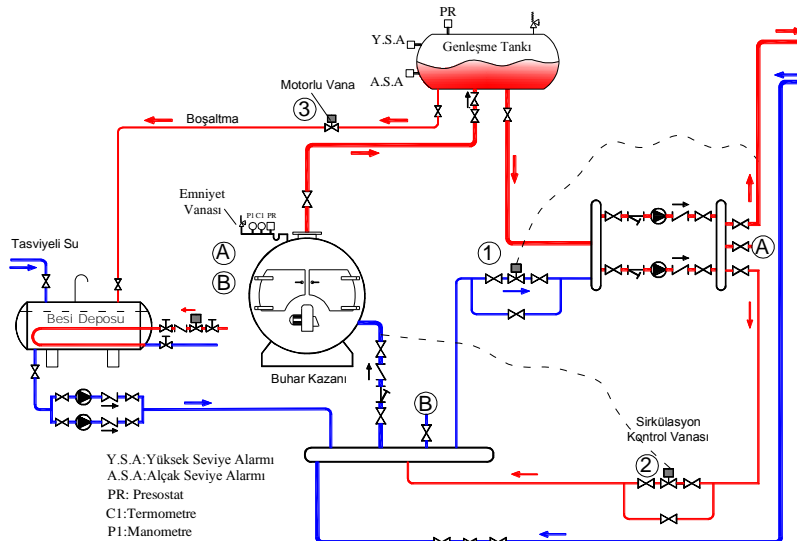 PR
Y.S.A
Genleşme Tankı
A.S.A
Motorlu Vana
3
Boşaltma
Emniyet
Vanası
P1 C1 PR
Tasviyeli Su
A
B
1
A
Besi Deposu
Buhar Kazanı
B
Sirkülasyon
Kontrol Vanası
2
Y.S.A:Yüksek Seviye Alarmı
A.S.A:Alçak Seviye Alarmı
PR: Presostat
C1:Termometre
P1:Manometre